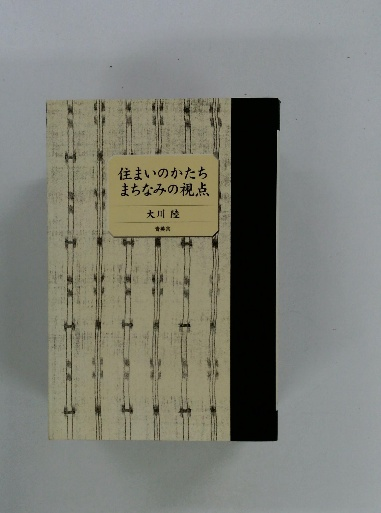 住まいのかたち
まちなみの視点
大川 陸